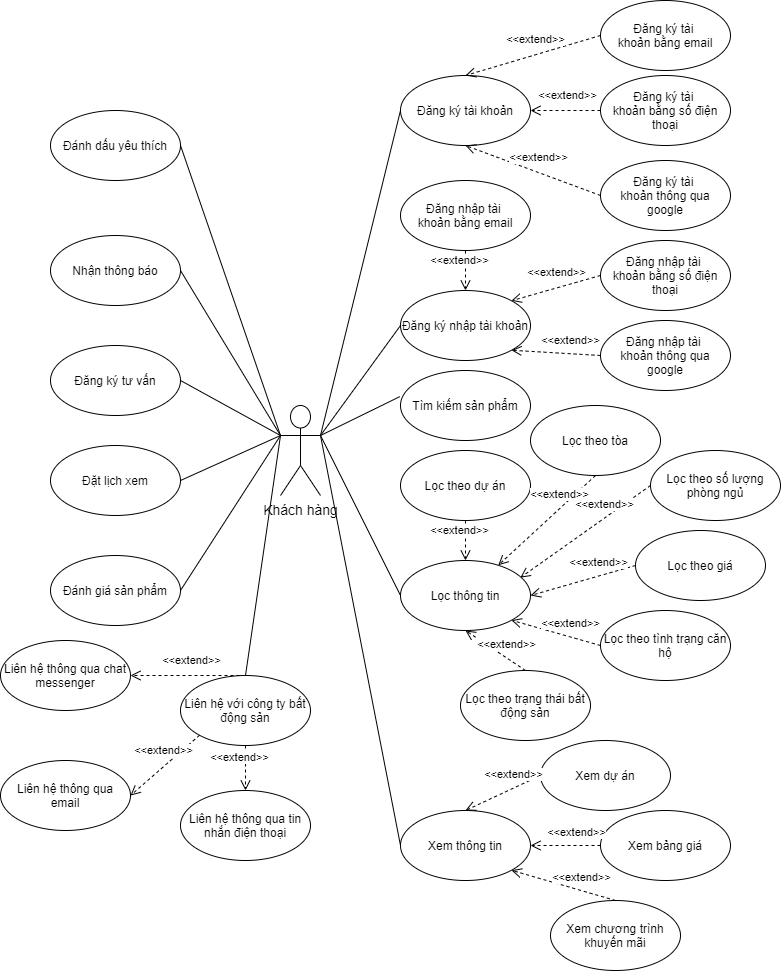 Đăng ký tài
khoản bằng email
<<extend>>
Đăng ký tài khoản
<<extend>>
Đăng ký tài
khoản bằng số điện
thoại
<<extend>>
Đăng ký tài
khoản thông qua
google
Đánh dấu yêu thích
Đăng nhập tài
khoản bằng email
<<extend>>
Nhận thông báo
<<extend>>
Đăng nhập tài
khoản bằng số điện
thoại
Đăng ký nhập tài khoản
<<extend>>
Đăng nhập tài
khoản thông qua
google
Đăng ký tư vấn
Tìm kiếm sản phẩm
Lọc theo tòa
Đặt lịch xem
Khách hàng
Lọc theo dự án
<<extend>>
<<extend>>
<<extend>>
Lọc theo số lượng
phòng ngủ
Lọc thông tin
<<extend>>
Lọc theo giá
Đánh giá sản phẩm
<<extend>>
Lọc theo tình trạng căn
hộ
<<extend>>
Lọc theo trạng thái bất
động sản
Liên hệ thông qua chat
messenger
<<extend>>
Liên hệ với công ty bất
động sản
<<extend>>
<<extend>>
Liên hệ thông qua
email
Liên hệ thông qua tin
nhắn điện thoại
<<extend>>
Xem dự án
Xem thông tin
<<extend>>
Xem bảng giá
<<extend>>
Xem chương trình
khuyến mãi